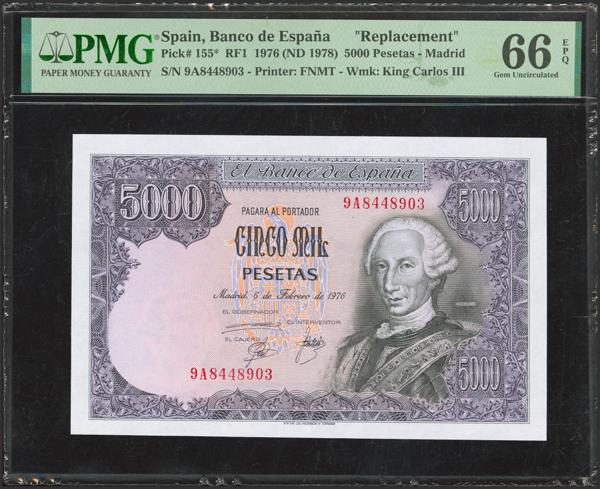 PMG
PAPER MONEY GUARANTY
Spain, Banco de España "Replacement"
Pick# 155* RF1 1976 (ND 1978) 5000 Pesetas - Madrid
S/N 9A8448903 - Printer: FNMT - Wmk: King Carlos III
66 EPQ
Gem Uncirculated
El Banco de España
5000
9A8448903
5000
PAGARA AL PORTADOR
CINCO MIL
PESETAS
Madrid, 6 de Febrero de 1976
EL GOBERNADOR
EL INTERVENTOR
EL CAJERO
9A8448903
5000